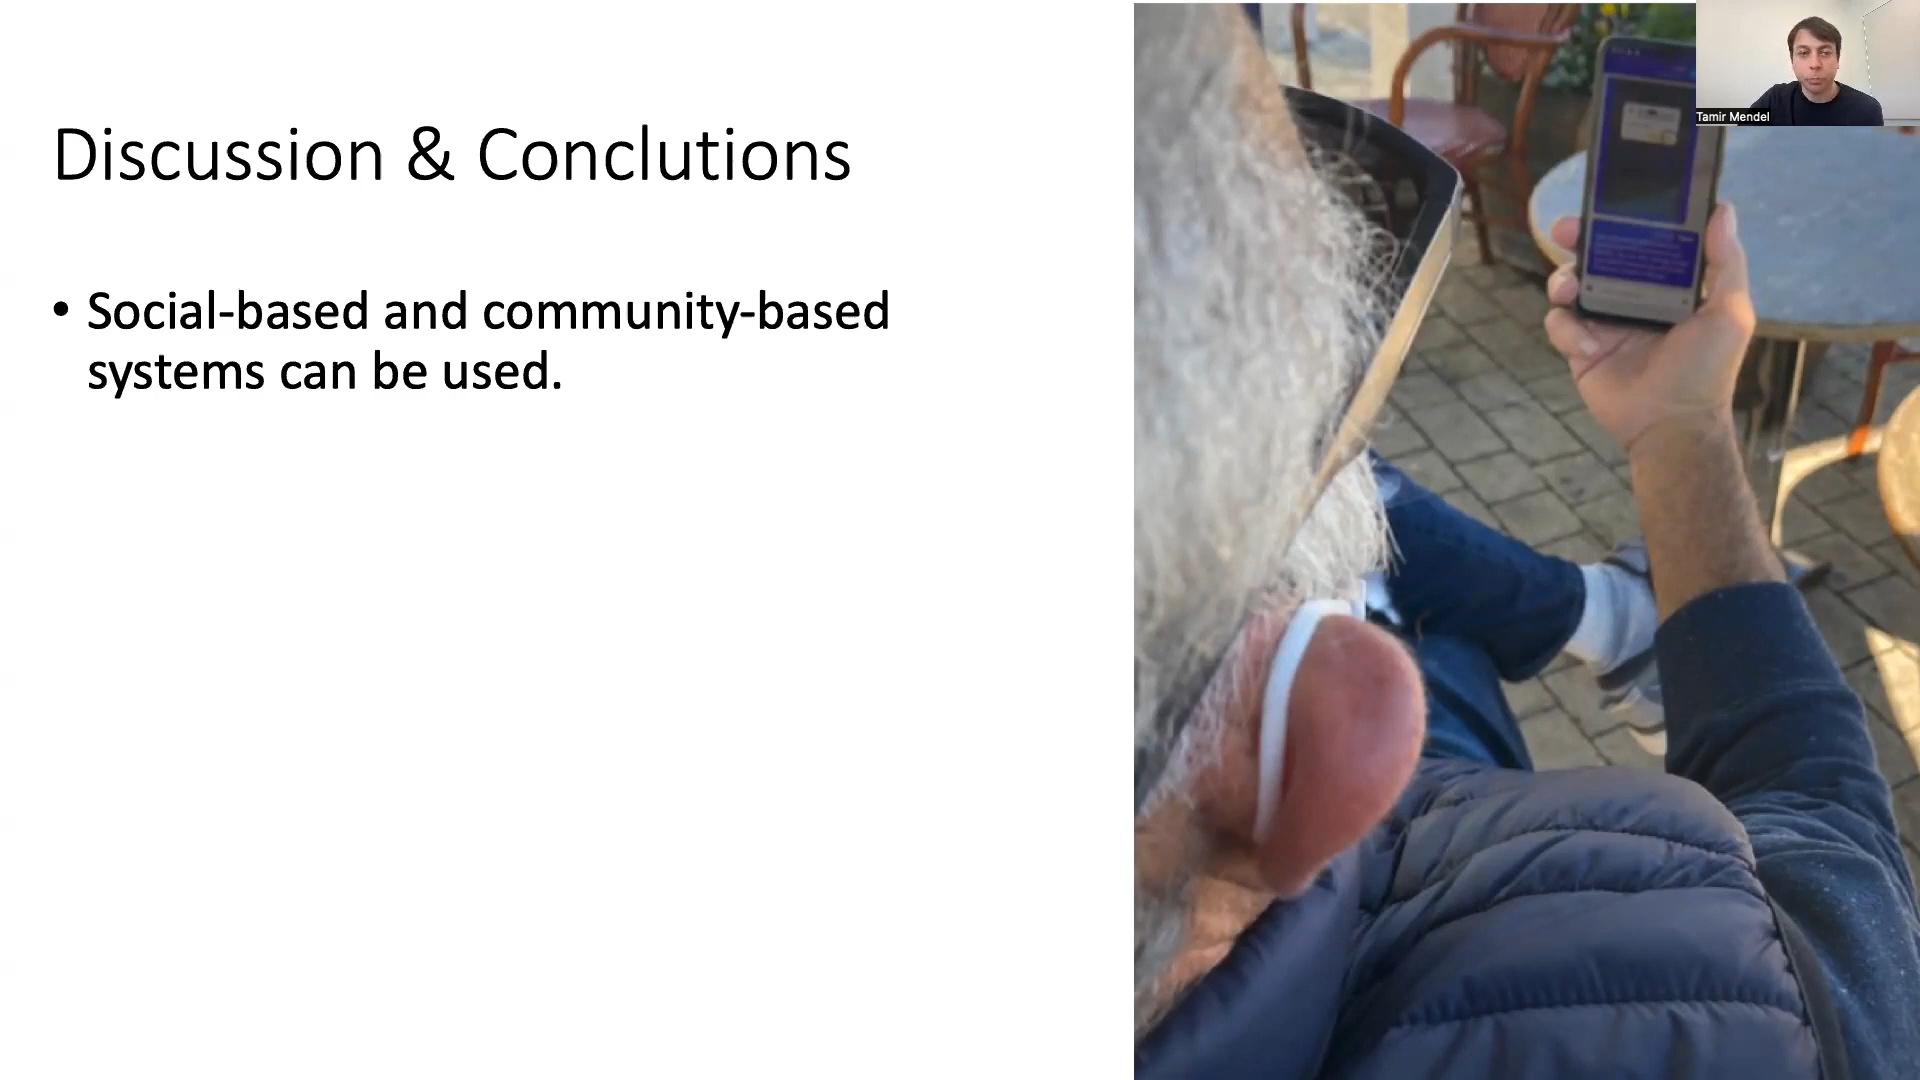 Tamir Mendel
Discussion & Conclutions
• Social-based and community-based
systems can be used.